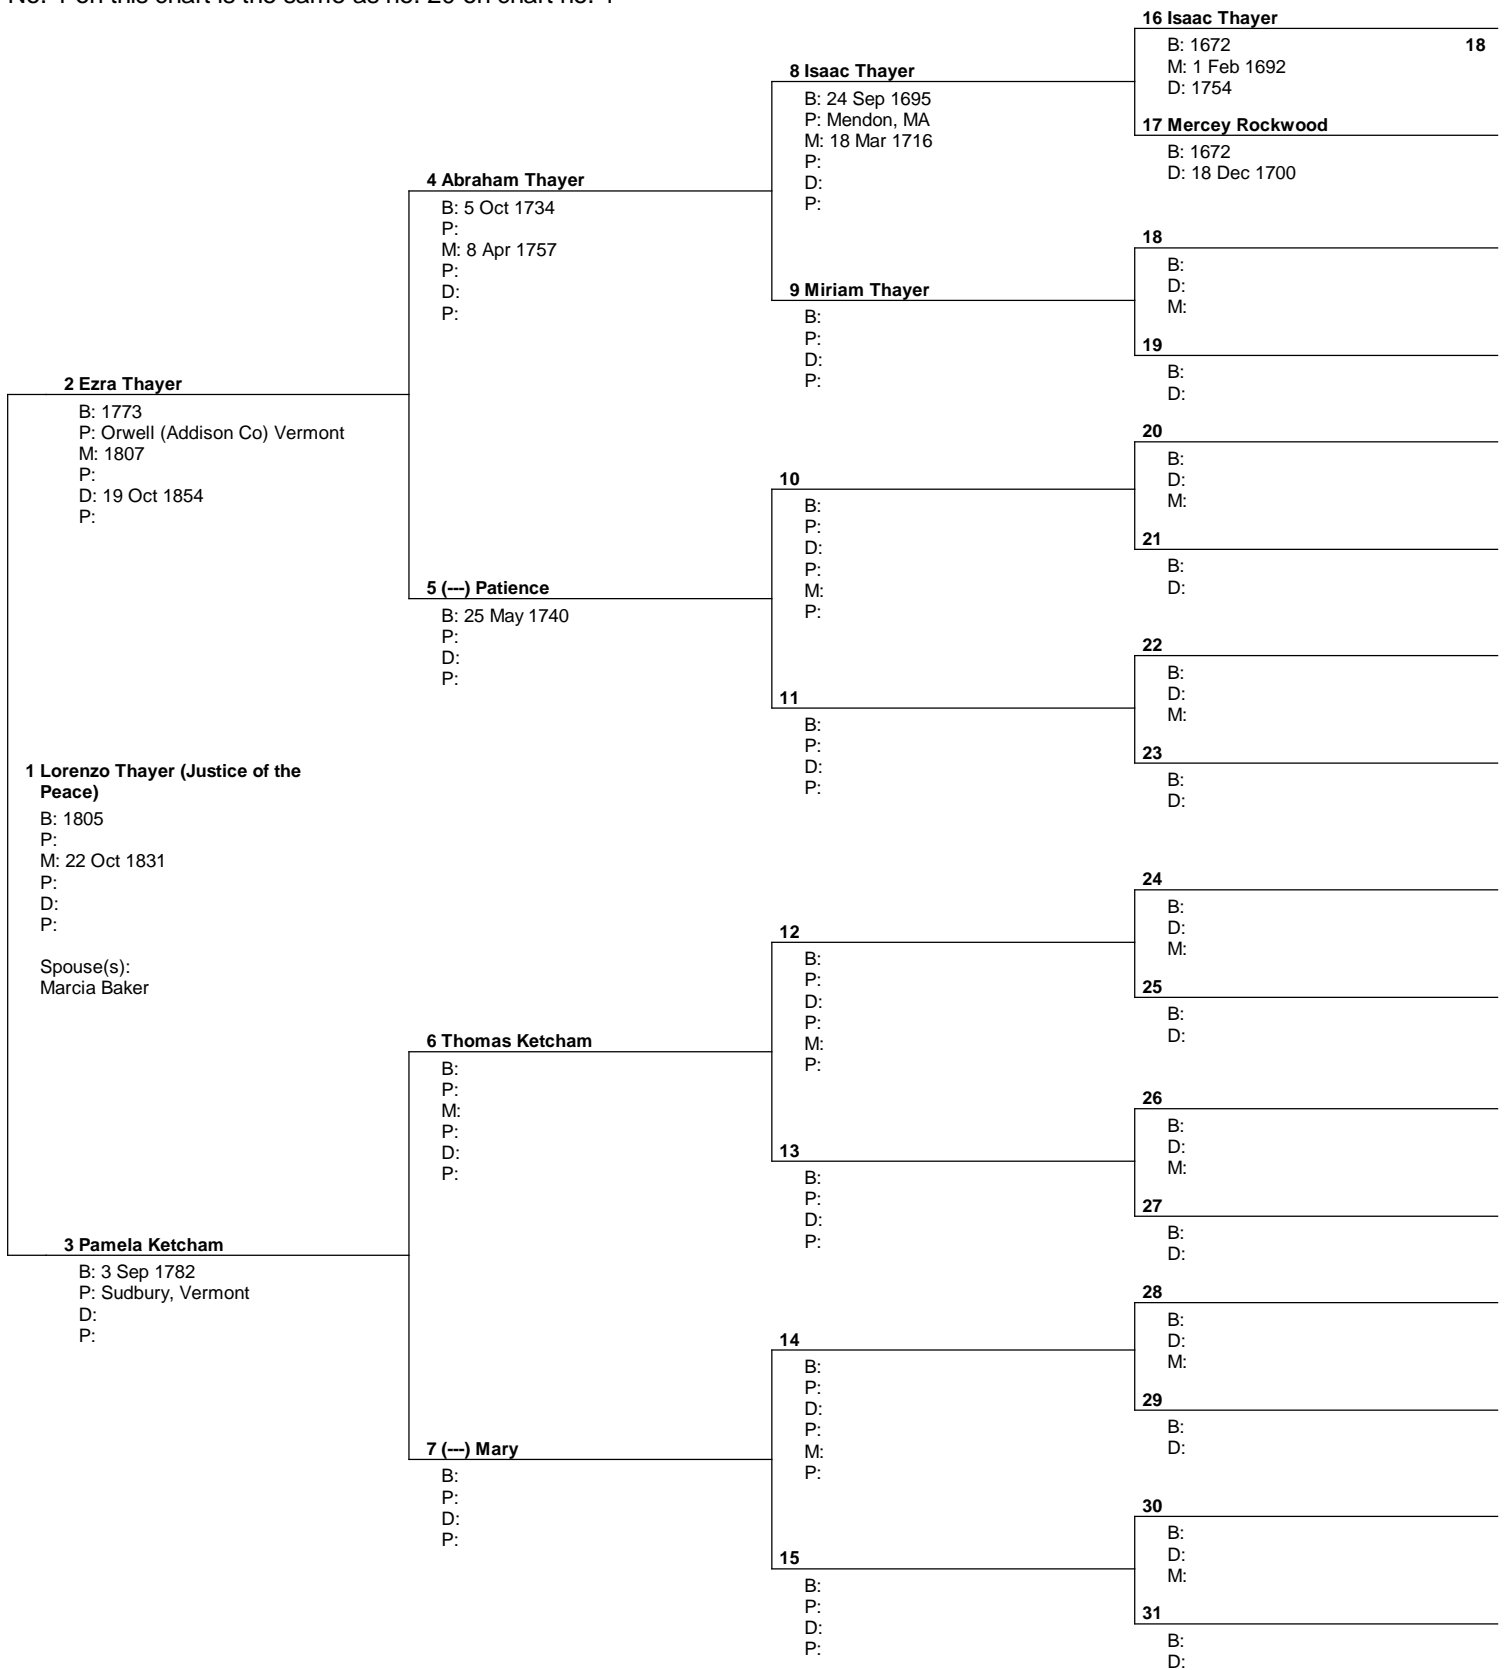 No. 1 on this chart is the same as no. 20 on chart no. 1
16 Isaac Thayer
B: 1672 18
M: 1 Feb 1692
D: 1754
8 Isaac Thayer
B: 24 Sep 1695
P: Mendon, MA
M: 18 Mar 1716
P:
D:
P:
17 Mercey Rockwood
B: 1672
D: 18 Dec 1700
4 Abraham Thayer
B: 5 Oct 1734
P:
M: 8 Apr 1757
P:
D:
P:
18
B:
D:
M:
9 Miriam Thayer
B:
P:
D:
P:
19
B:
D:
2 Ezra Thayer
B: 1773
P: Orwell (Addison Co) Vermont
M: 1807
P:
D: 19 Oct 1854
P:
20
B:
D:
M:
10
B:
P:
D:
P:
M:
P:
21
B:
D:
5 (---) Patience
B: 25 May 1740
P:
D:
P:
22
B:
D:
M:
11
B:
P:
D:
P:
23
B:
D:
1 Lorenzo Thayer (Justice of the
Peace)
B: 1805
P:
M: 22 Oct 1831
P:
D:
P:
Spouse(s):
Marcia Baker
24
B:
D:
M:
12
B:
P:
D:
P:
M:
P:
25
B:
D:
6 Thomas Ketcham
B:
P:
M:
P:
D:
P:
26
B:
D:
M:
13
B:
P:
D:
P:
27
B:
D:
3 Pamela Ketcham
B: 3 Sep 1782
P: Sudbury, Vermont
D:
P:
28
B:
D:
M:
14
B:
P:
D:
P:
M:
P:
29
B:
D:
7 (---) Mary
B:
P:
D:
P:
30
B:
D:
M:
15
B:
P:
D:
P:
31
B:
D: